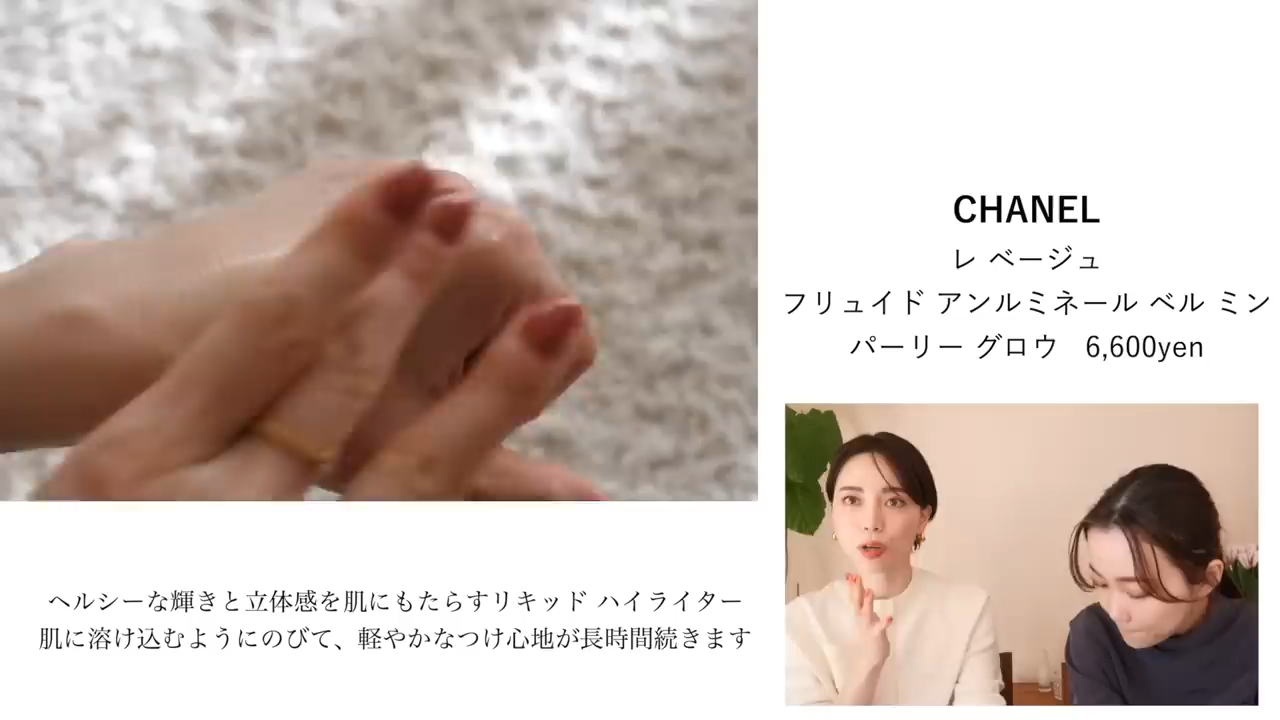 CHANEL
レ ベージュ
フリュイド アンルミネール ベル ミン
パーリー グロウ 6,600yen
ヘルシーな輝きと立体感を肌にもたらすリキッド ハイライター
肌に溶け込むようにのびて、軽やかなつけ心地が長時間続きます